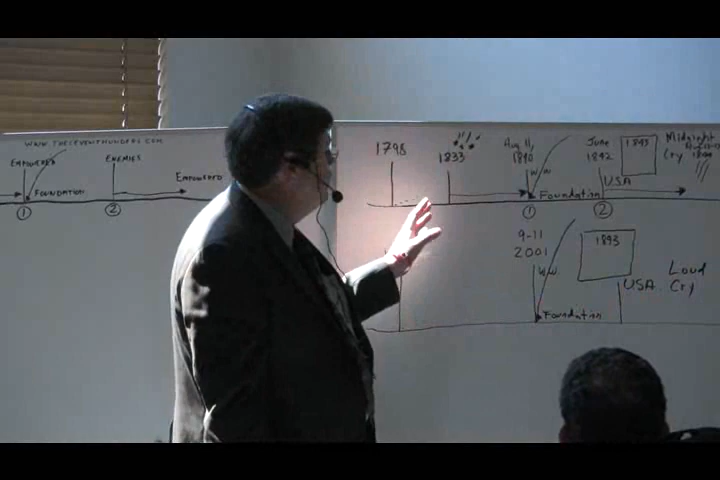 WWW.THESEVENTHUNDERS.COM
EMPOWERED
ENEMIES
EMPOWERED
FOUNDATION
1
2
1798
1833
Aug 11,
1840
W.W.
Foundation
1
June
1842
1843
USA
2
Midnight
Cry
9-11
2001
W.W.
Foundation
1893
USA
Loud
Cry